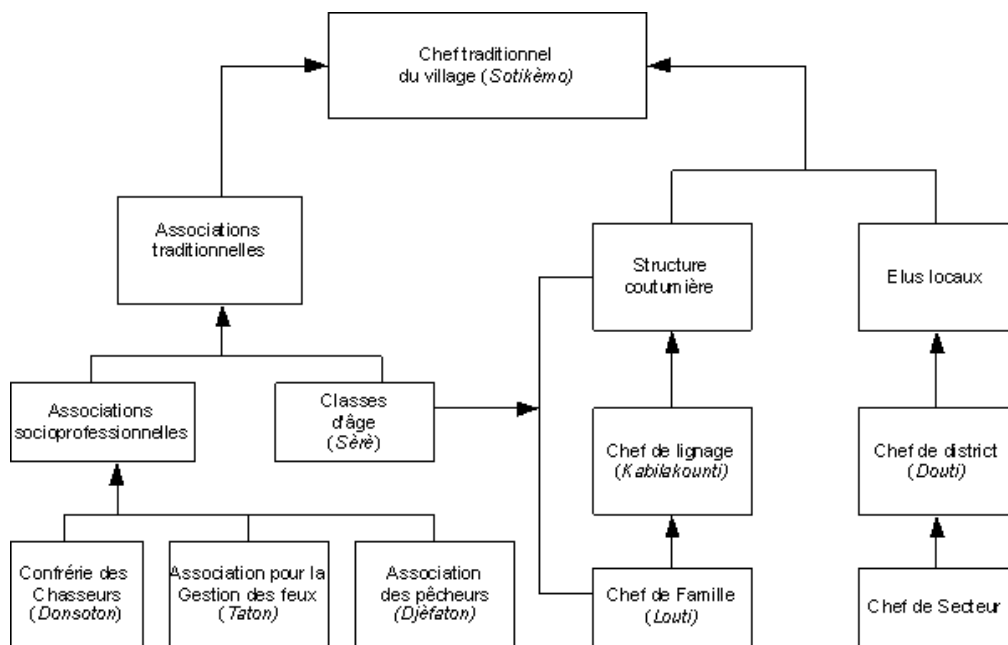 Chef traditionnel
du village (Sotikèmo)
Associations
traditionnelles
Structure
coutumière
Elus locaux
Associations
socioprofessionnelles
Classes
d'âge
(Sèrè)
Chef de lignage
(Kabilakounti)
Chef de district
(Douti)
Confrérie des
Chasseurs
(Donsoton)
Association pour la
Gestion des feux
(Taton)
Association
des pêcheurs
(Djèfaton)
Chef de Famille
(Louti)
Chef de Secteur